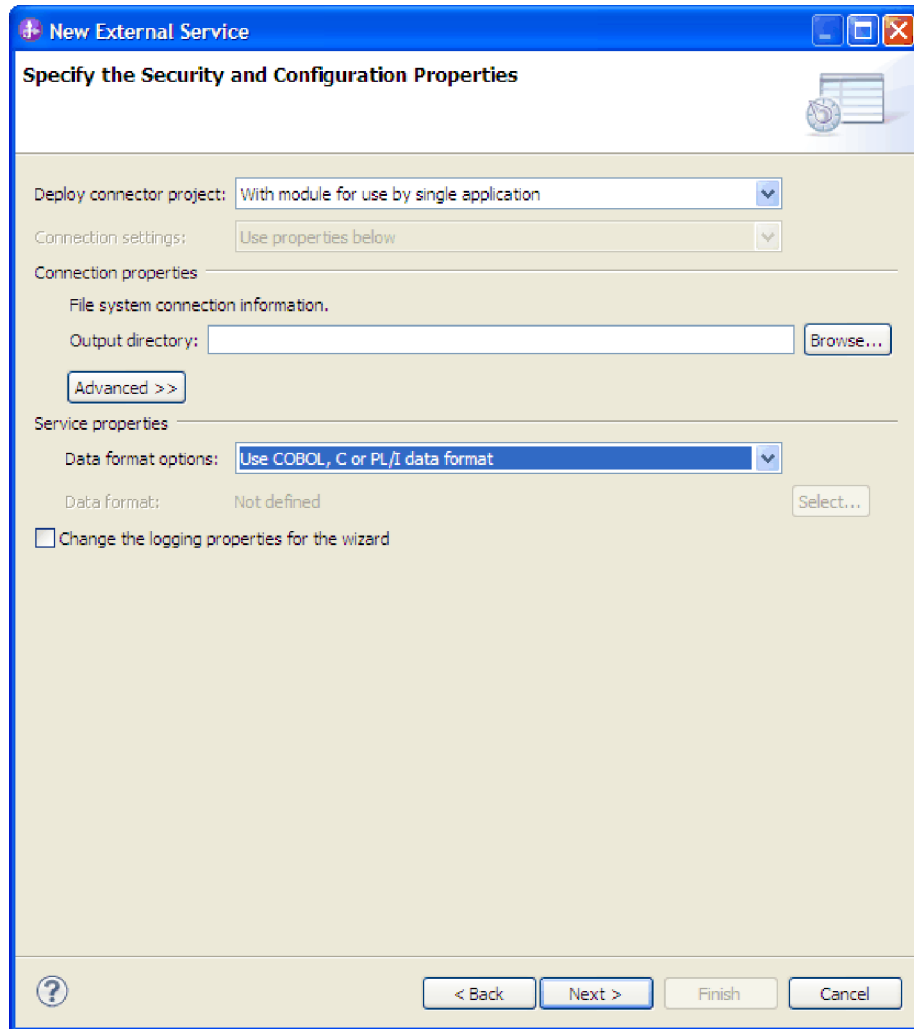 New External Service
Specify the Security and Configuration Properties
Deploy connector project: With module for use by single application
Connection settings: Use properties below
Connection properties
File system connection information.
Output directory: Browse...
Advanced >>
Service properties
Data format options: Use COBOL, C or PL/I data format
Data format: Not defined Select...
Change the logging properties for the wizard
? < Back Next > Finish Cancel